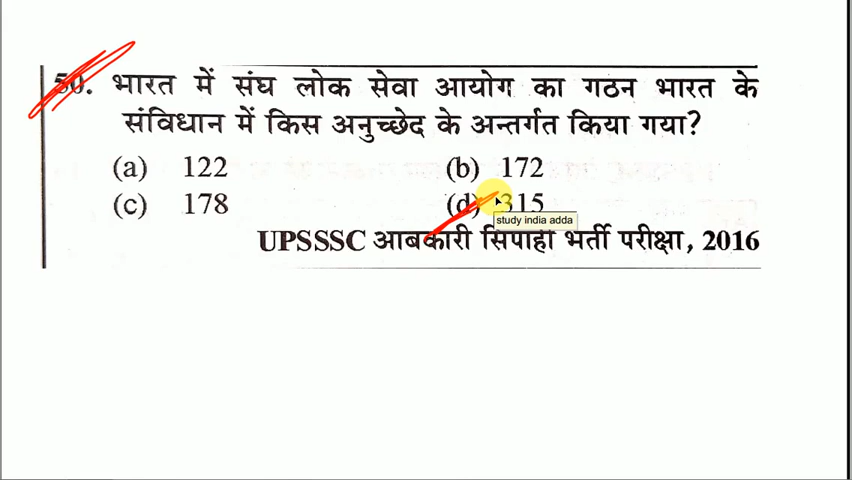 50. भारत में संघ लोक सेवा आयोग का गठन भारत के
संविधान में किस अनुच्छेद के अन्तर्गत किया गया?
(a) 122 (b) 172
(c) 178 (d) 315
study india adda
UPSSSC आबकारी सिपाही भर्ती परीक्षा, 2016